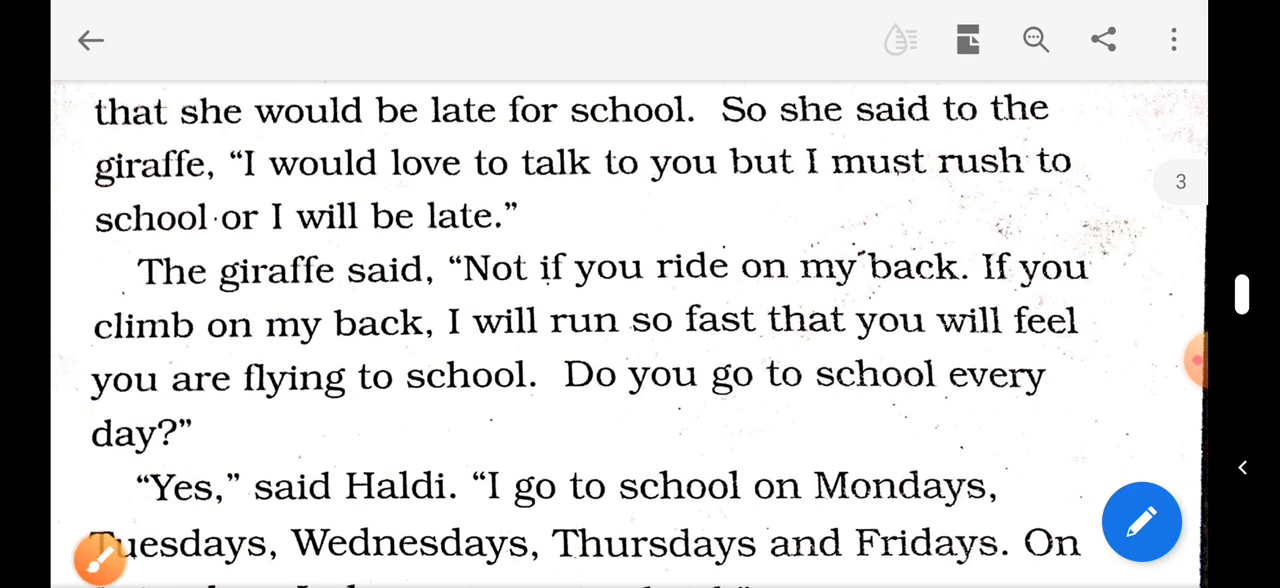 that she would be late for school. So she said to the
giraffe, “I would love to talk to you but I must rush to
school or I will be late.”
The giraffe said, “Not if you ride on my back. If you
climb on my back, I will run so fast that you will feel
you are flying to school. Do you go to school every
day?”
“Yes,” said Haldi. “I go to school on Mondays,
Tuesdays, Wednesdays, Thursdays and Fridays. On
3